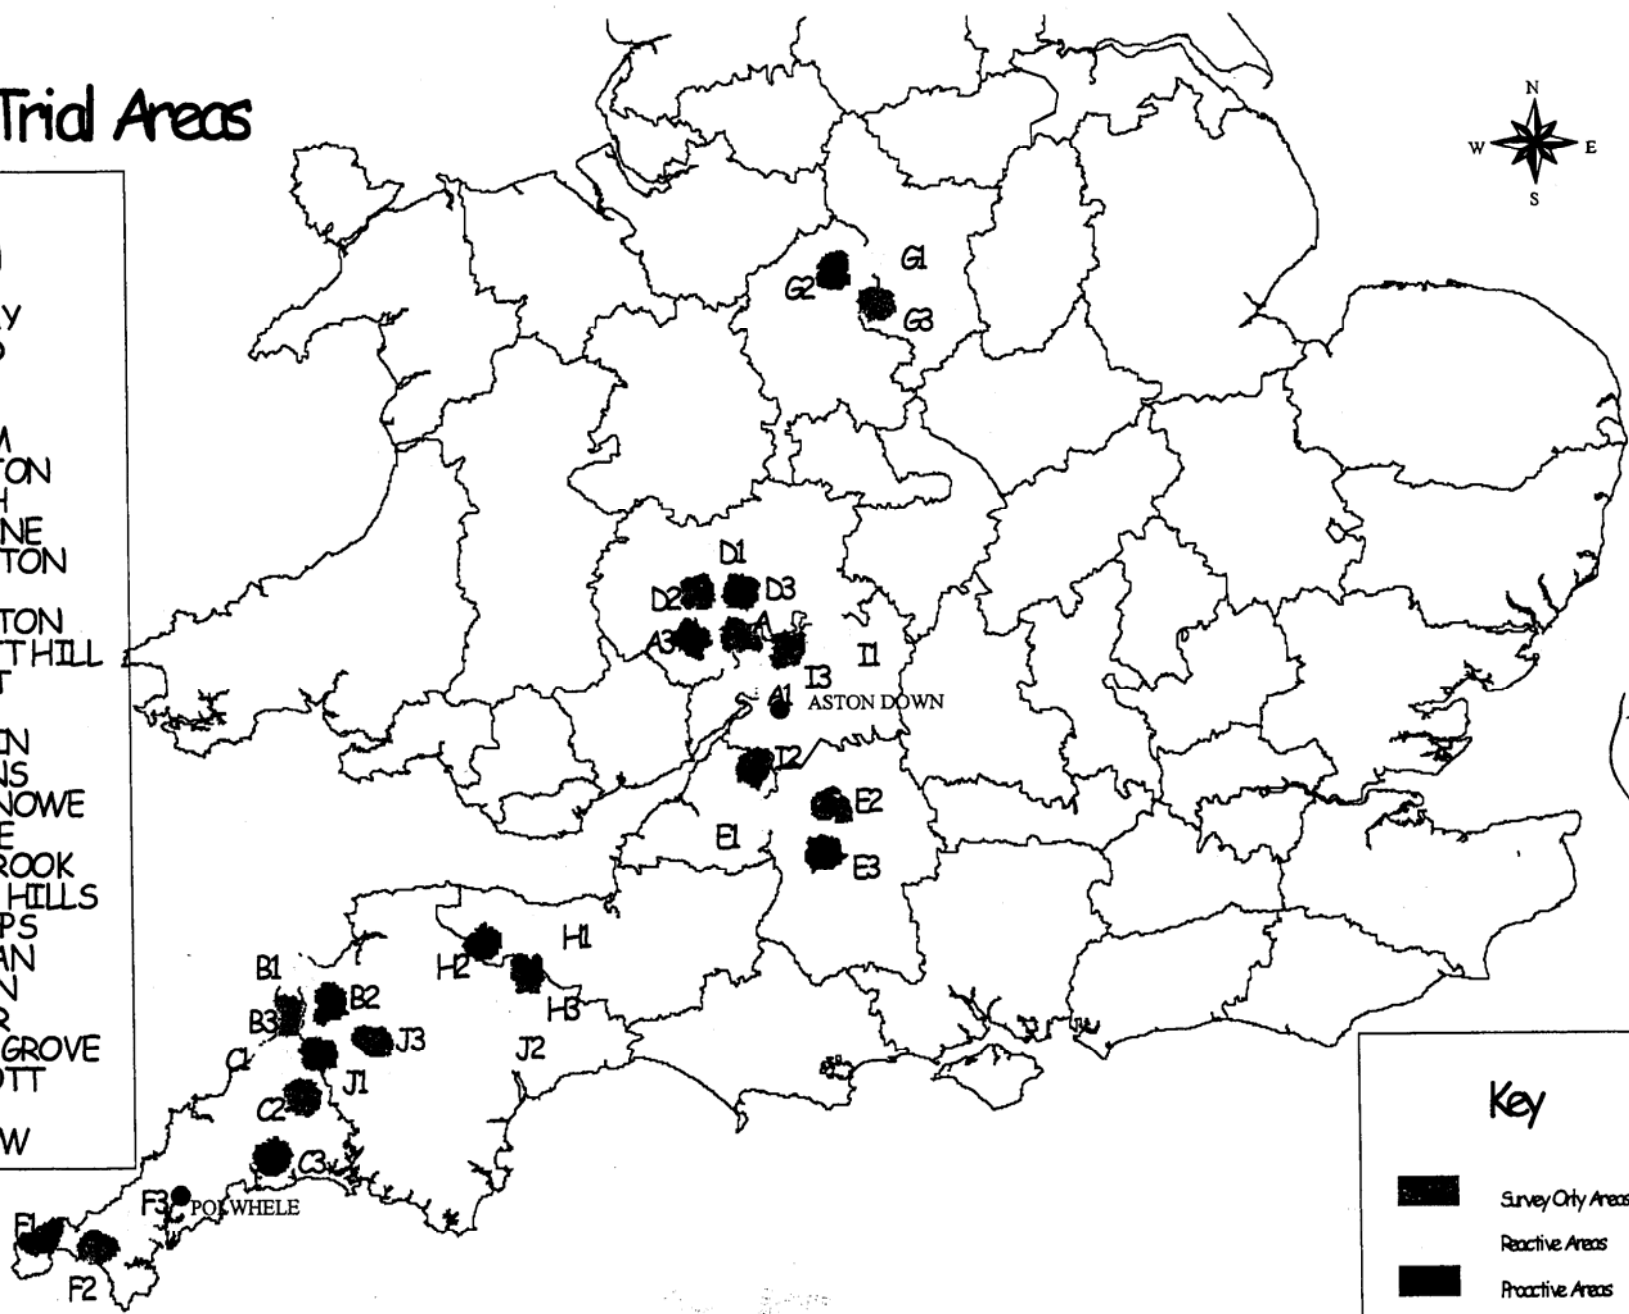 Trial Areas
N
W E
S
TON
NE
TON
TON
TT HILL
IN
NS
NOWE
E
ROOK
HILLS
PS
AN
N
R
GROVE
OTT
W
G1
G2
G3
D1
D2
D3
A
A3
I1
I3
A1
ASTON DOWN
I2
E2
E1
E3
H1
H2
H3
B1
B2
B3
J3
J2
C1
J1
C2
C3
F3
POLWHELE
F1
F2
Key
Survey Only Areas
Reactive Areas
Proactive Areas